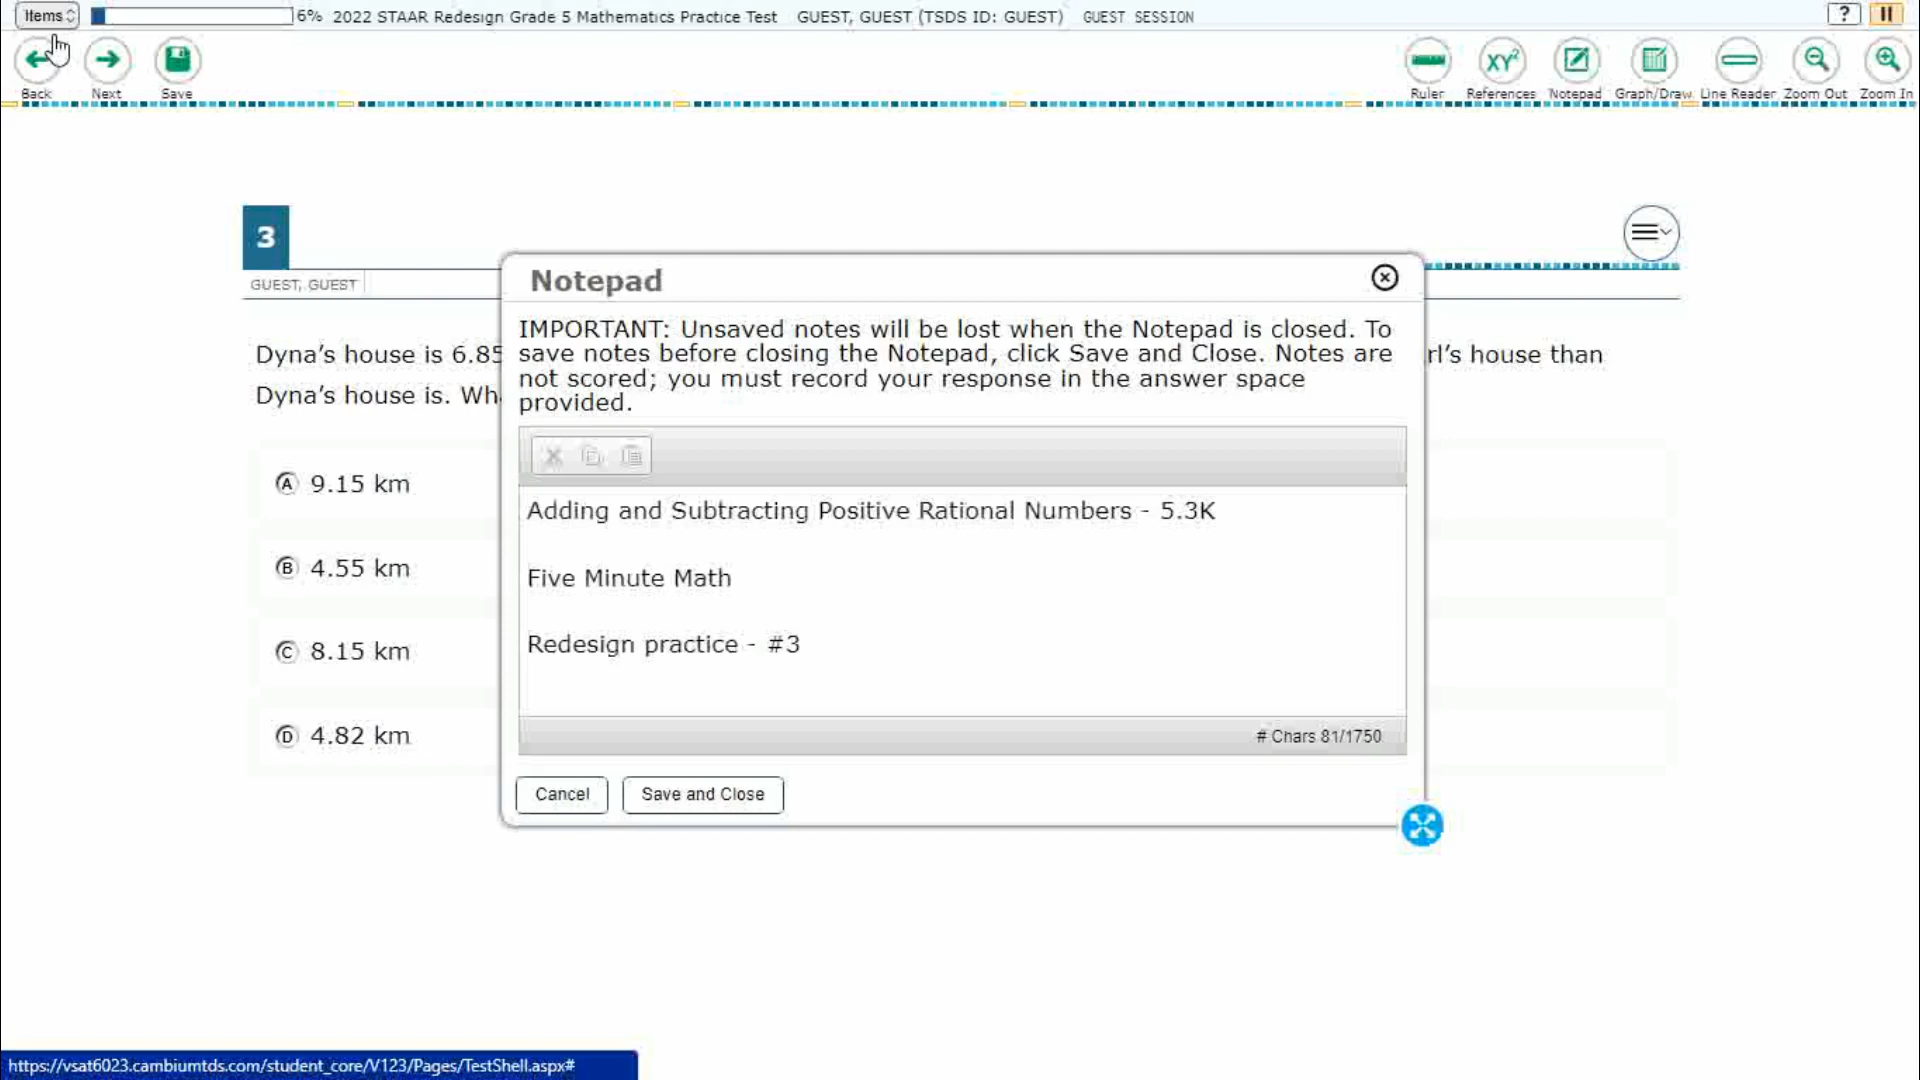 Items 6% 2022 STAAR Redesign Grade 5 Mathematics Practice Test GUEST, GUEST (TSDS ID: GUEST) GUEST SESSION ?
Back Next Save Ruler References Notepad Graph/Draw Line Reader Zoom Out Zoom In
XY²
3
GUEST, GUEST
Dyna's house is 6.85 rl's house than
Dyna's house is. Wh
A 9.15 km
B 4.55 km
C 8.15 km
D 4.82 km
Notepad
IMPORTANT: Unsaved notes will be lost when the Notepad is closed. To
save notes before closing the Notepad, click Save and Close. Notes are
not scored; you must record your response in the answer space
provided.
Adding and Subtracting Positive Rational Numbers - 5.3K
Five Minute Math
Redesign practice - #3
# Chars 81/1750
Cancel Save and Close
https://vsat6023.cambiumtds.com/student_core/V123/Pages/TestShell.aspx#